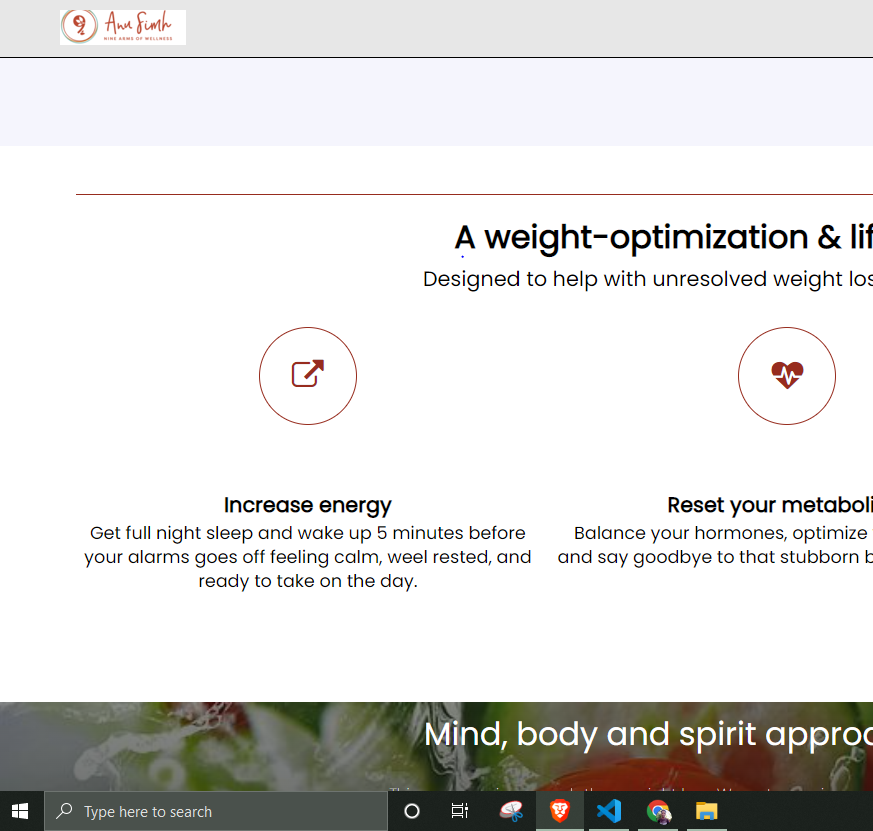 Anu Simh
NINE ARMS OF WELLNESS
A weight-optimization & lif
Designed to help with unresolved weight los
Increase energy
Get full night sleep and wake up 5 minutes before
your alarms goes off feeling calm, weel rested, and
ready to take on the day.
Reset your metaboli
Balance your hormones, optimize
and say goodbye to that stubborn b
Mind, body and spirit approa
Type here to search